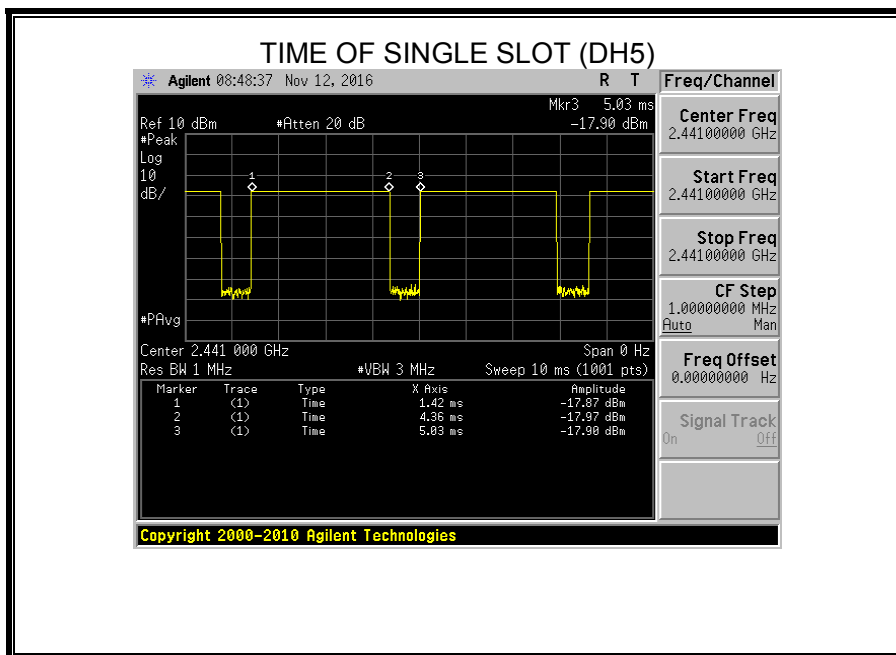 TIME OF SINGLE SLOT (DH5)
Agilent 08:48:37 Nov 12, 2016 R T
Mkr3 5.03 ms
Ref 10 dBm #Atten 20 dB -17.90 dBm
#Peak
Log
10
dB/
1 2 3
#PAvg
Center 2.441 000 GHz Span 0 Hz
Res BW 1 MHz #VBW 3 MHz Sweep 10 ms (1001 pts)
Marker Trace Type X Axis Amplitude
1 (1) Time 1.42 ms -17.87 dBm
2 (1) Time 4.36 ms -17.97 dBm
3 (1) Time 5.03 ms -17.90 dBm
Copyright 2000-2010 Agilent Technologies
Freq/Channel
Center Freq
2.44100000 GHz
Start Freq
2.44100000 GHz
Stop Freq
2.44100000 GHz
CF Step
1.00000000 MHz
Auto Man
Freq Offset
0.00000000 Hz
Signal Track
On Off